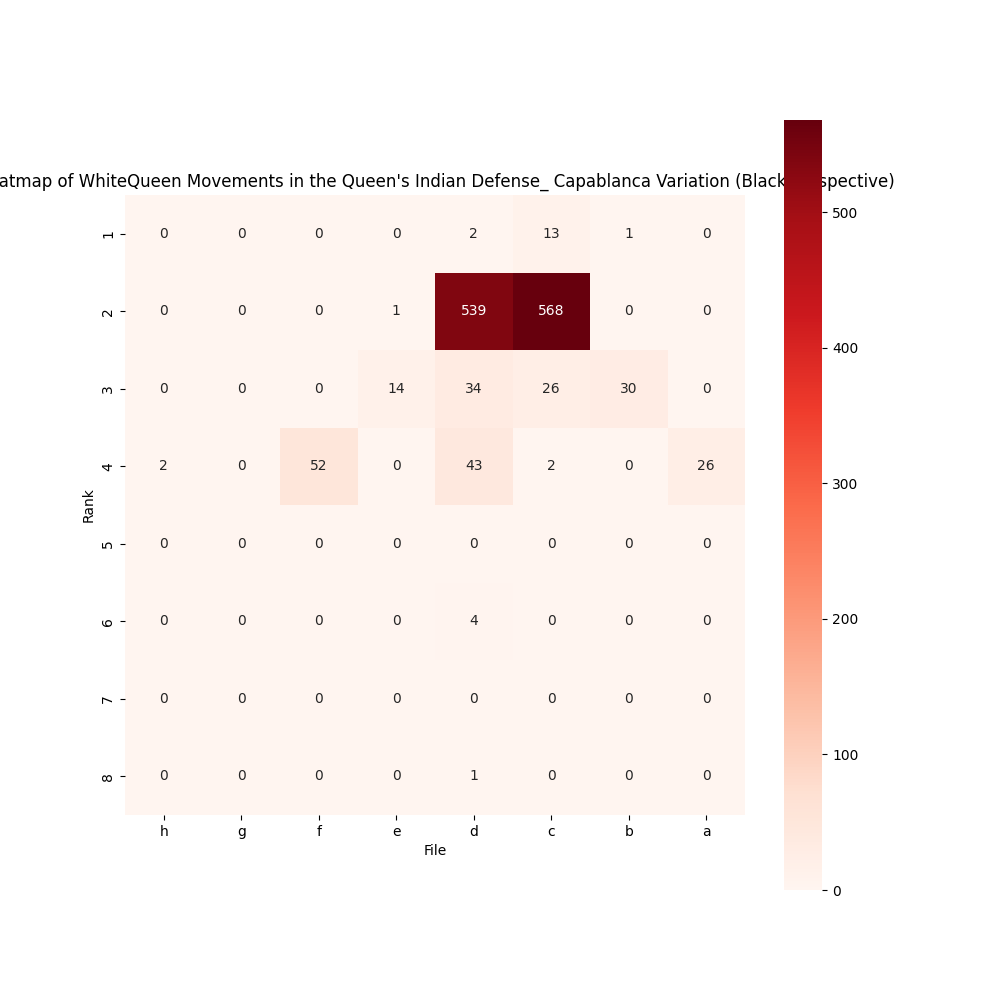 atmap of WhiteQueen Movements in the Queen's Indian Defense_ Capablanca Variation (Black spective)
1 0 0 0 0 2 13 1 0
2 0 0 0 1 539 568 0 0
3 0 0 0 14 34 26 30 0
4 2 0 52 0 43 2 0 26
5 0 0 0 0 0 0 0 0
6 0 0 0 0 4 0 0 0
7 0 0 0 0 0 0 0 0
8 0 0 0 0 1 0 0 0
h g f e d c b a
File
Rank
500
400
300
200
100
0